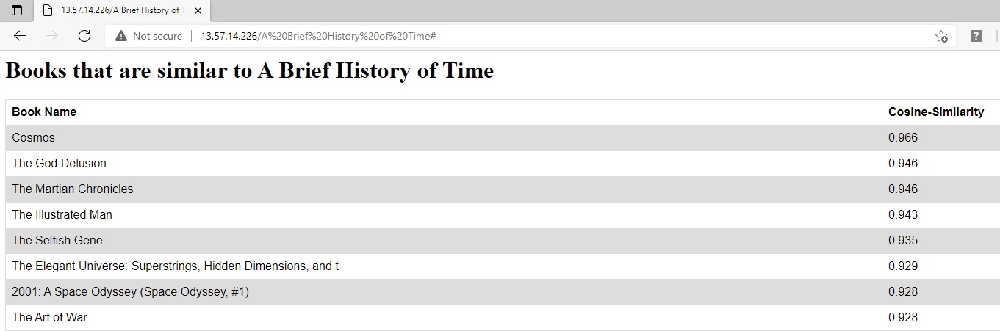 13.57.14.226/A Brief History of Ti
Not secure 13.57.14.226/A%20Brief%20History%20of%20Time#
Books that are similar to A Brief History of Time
Book Name Cosine-Similarity
Cosmos 0.966
The God Delusion 0.946
The Martian Chronicles 0.946
The Illustrated Man 0.943
The Selfish Gene 0.935
The Elegant Universe: Superstrings, Hidden Dimensions, and t 0.929
2001: A Space Odyssey (Space Odyssey, #1) 0.928
The Art of War 0.928